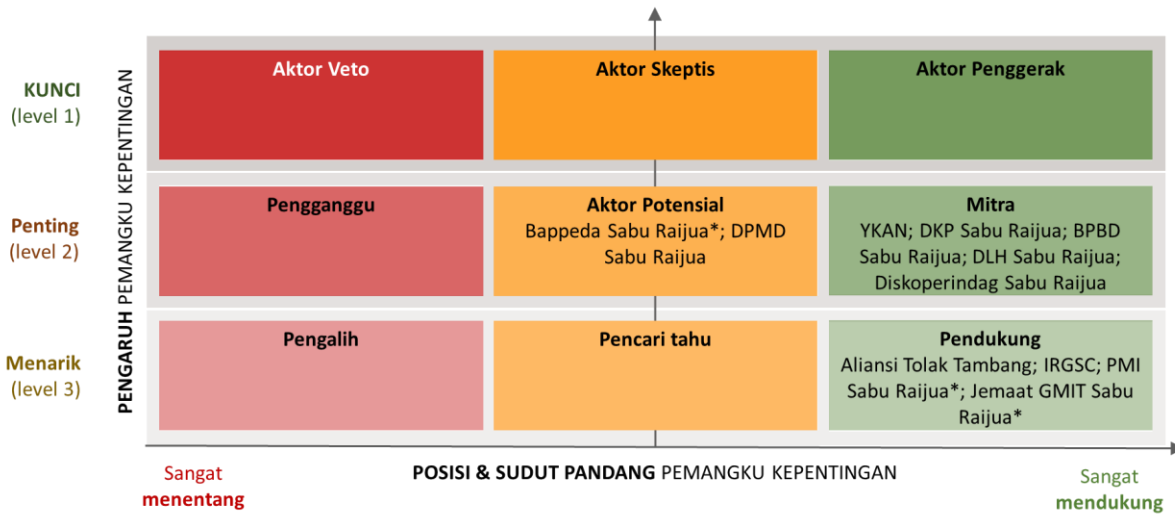 KUNCI
(level 1)
Aktor Veto
Aktor Skeptis
Aktor Penggerak
Penting
(level 2)
Pengganggu
Aktor Potensial
Bappeda Sabu Raijua*; DPMD
Sabu Raijua
Mitra
YKAN; DKP Sabu Raijua; BPBD
Sabu Raijua; DLH Sabu Raijua;
Diskoperindag Sabu Raijua
Menarik
(level 3)
Pengalih
Pencari tahu
Pendukung
Aliansi Tolak Tambang; IRGSC; PMI
Sabu Raijua*; Jemaat GMIT Sabu
Raijua*
PENGARUH PEMANGKU KEPENTINGAN
Sangat
menentang
POSISI & SUDUT PANDANG PEMANGKU KEPENTINGAN
Sangat
mendukung